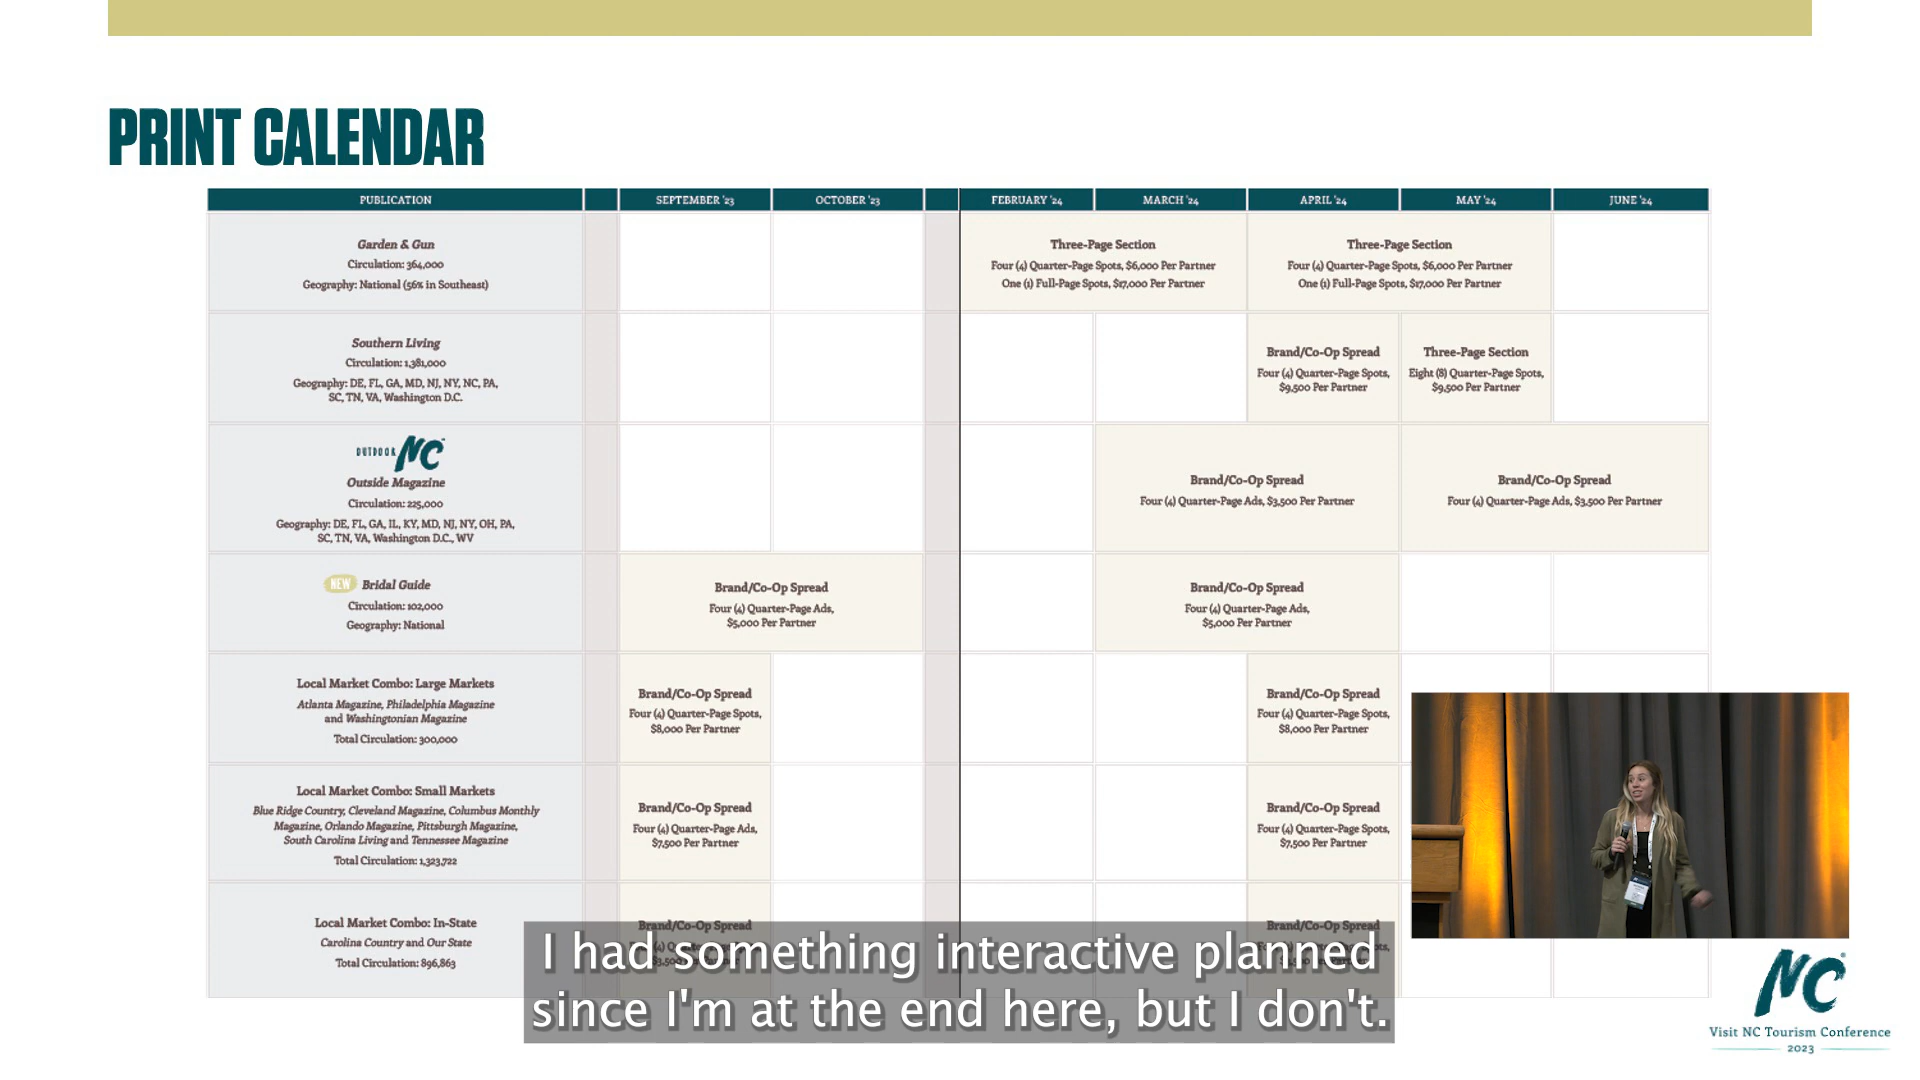 PRINT CALENDAR
PUBLICATION
SEPTEMBER '23
OCTOBER '23
FEBRUARY '24
MARCH '24
APRIL '24
MAY '24
JUNE '24
Garden & Gun
Circulation: 364,000
Geography: National (56% in Southeast)
Three-Page Section
Four (4) Quarter-Page Spots, $6,000 Per Partner
One (1) Full-Page Spots, $17,000 Per Partner
Three-Page Section
Four (4) Quarter-Page Spots, $6,000 Per Partner
One (1) Full-Page Spots, $17,000 Per Partner
Southern Living
Circulation: 1,381,000
Geography: DE, FL, GA, MD, NJ, NY, NC, PA,
SC, TN, VA, Washington D.C.
Brand/Co-Op Spread
Four (4) Quarter-Page Spots,
$9,500 Per Partner
Three-Page Section
Eight (8) Quarter-Page Spots,
$9,500 Per Partner
OUTDOOR NC
Outside Magazine
Circulation: 225,000
Geography: DE, FL, GA, IL, KY, MD, NJ, NY, OH, PA,
SC, TN, VA, Washington D.C., WV
Brand/Co-Op Spread
Four (4) Quarter-Page Ads, $3,500 Per Partner
Brand/Co-Op Spread
Four (4) Quarter-Page Ads, $3,500 Per Partner
NEW Bridal Guide
Circulation: 102,000
Geography: National
Brand/Co-Op Spread
Four (4) Quarter-Page Ads,
$5,000 Per Partner
Brand/Co-Op Spread
Four (4) Quarter-Page Ads,
$5,000 Per Partner
Local Market Combo: Large Markets
Atlanta Magazine, Philadelphia Magazine
and Washingtonian Magazine
Total Circulation: 300,000
Brand/Co-Op Spread
Four (4) Quarter-Page Spots,
$8,000 Per Partner
Brand/Co-Op Spread
Four (4) Quarter-Page Spots,
$8,000 Per Partner
Local Market Combo: Small Markets
Blue Ridge Country, Cleveland Magazine, Columbus Monthly
Magazine, Orlando Magazine, Pittsburgh Magazine,
South Carolina Living and Tennessee Magazine
Total Circulation: 1,323,722
Brand/Co-Op Spread
Four (4) Quarter-Page Ads,
$7,500 Per Partner
Brand/Co-Op Spread
Four (4) Quarter-Page Spots,
$7,500 Per Partner
Local Market Combo: In-State
Carolina Country and Our State
Total Circulation: 896,863
Brand/Co-Op Spread
Brand/Co-Op Spread
I had something interactive planned
since I'm at the end here, but I don't.
NC
Visit NC Tourism Conference
2023